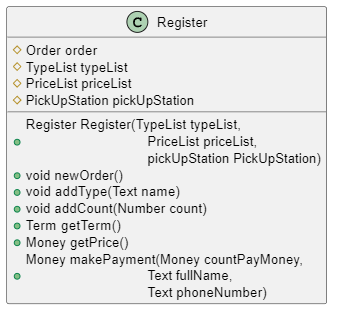 C Register
Order order
TypeList typeList
PriceList priceList
PickUpStation pickUpStation
Register Register(TypeList typeList,
PriceList priceList,
pickUpStation PickUpStation)
void newOrder()
void addType(Text name)
void addCount(Number count)
Term getTerm()
Money getPrice()
Money makePayment(Money countPayMoney,
Text fullName,
Text phoneNumber)